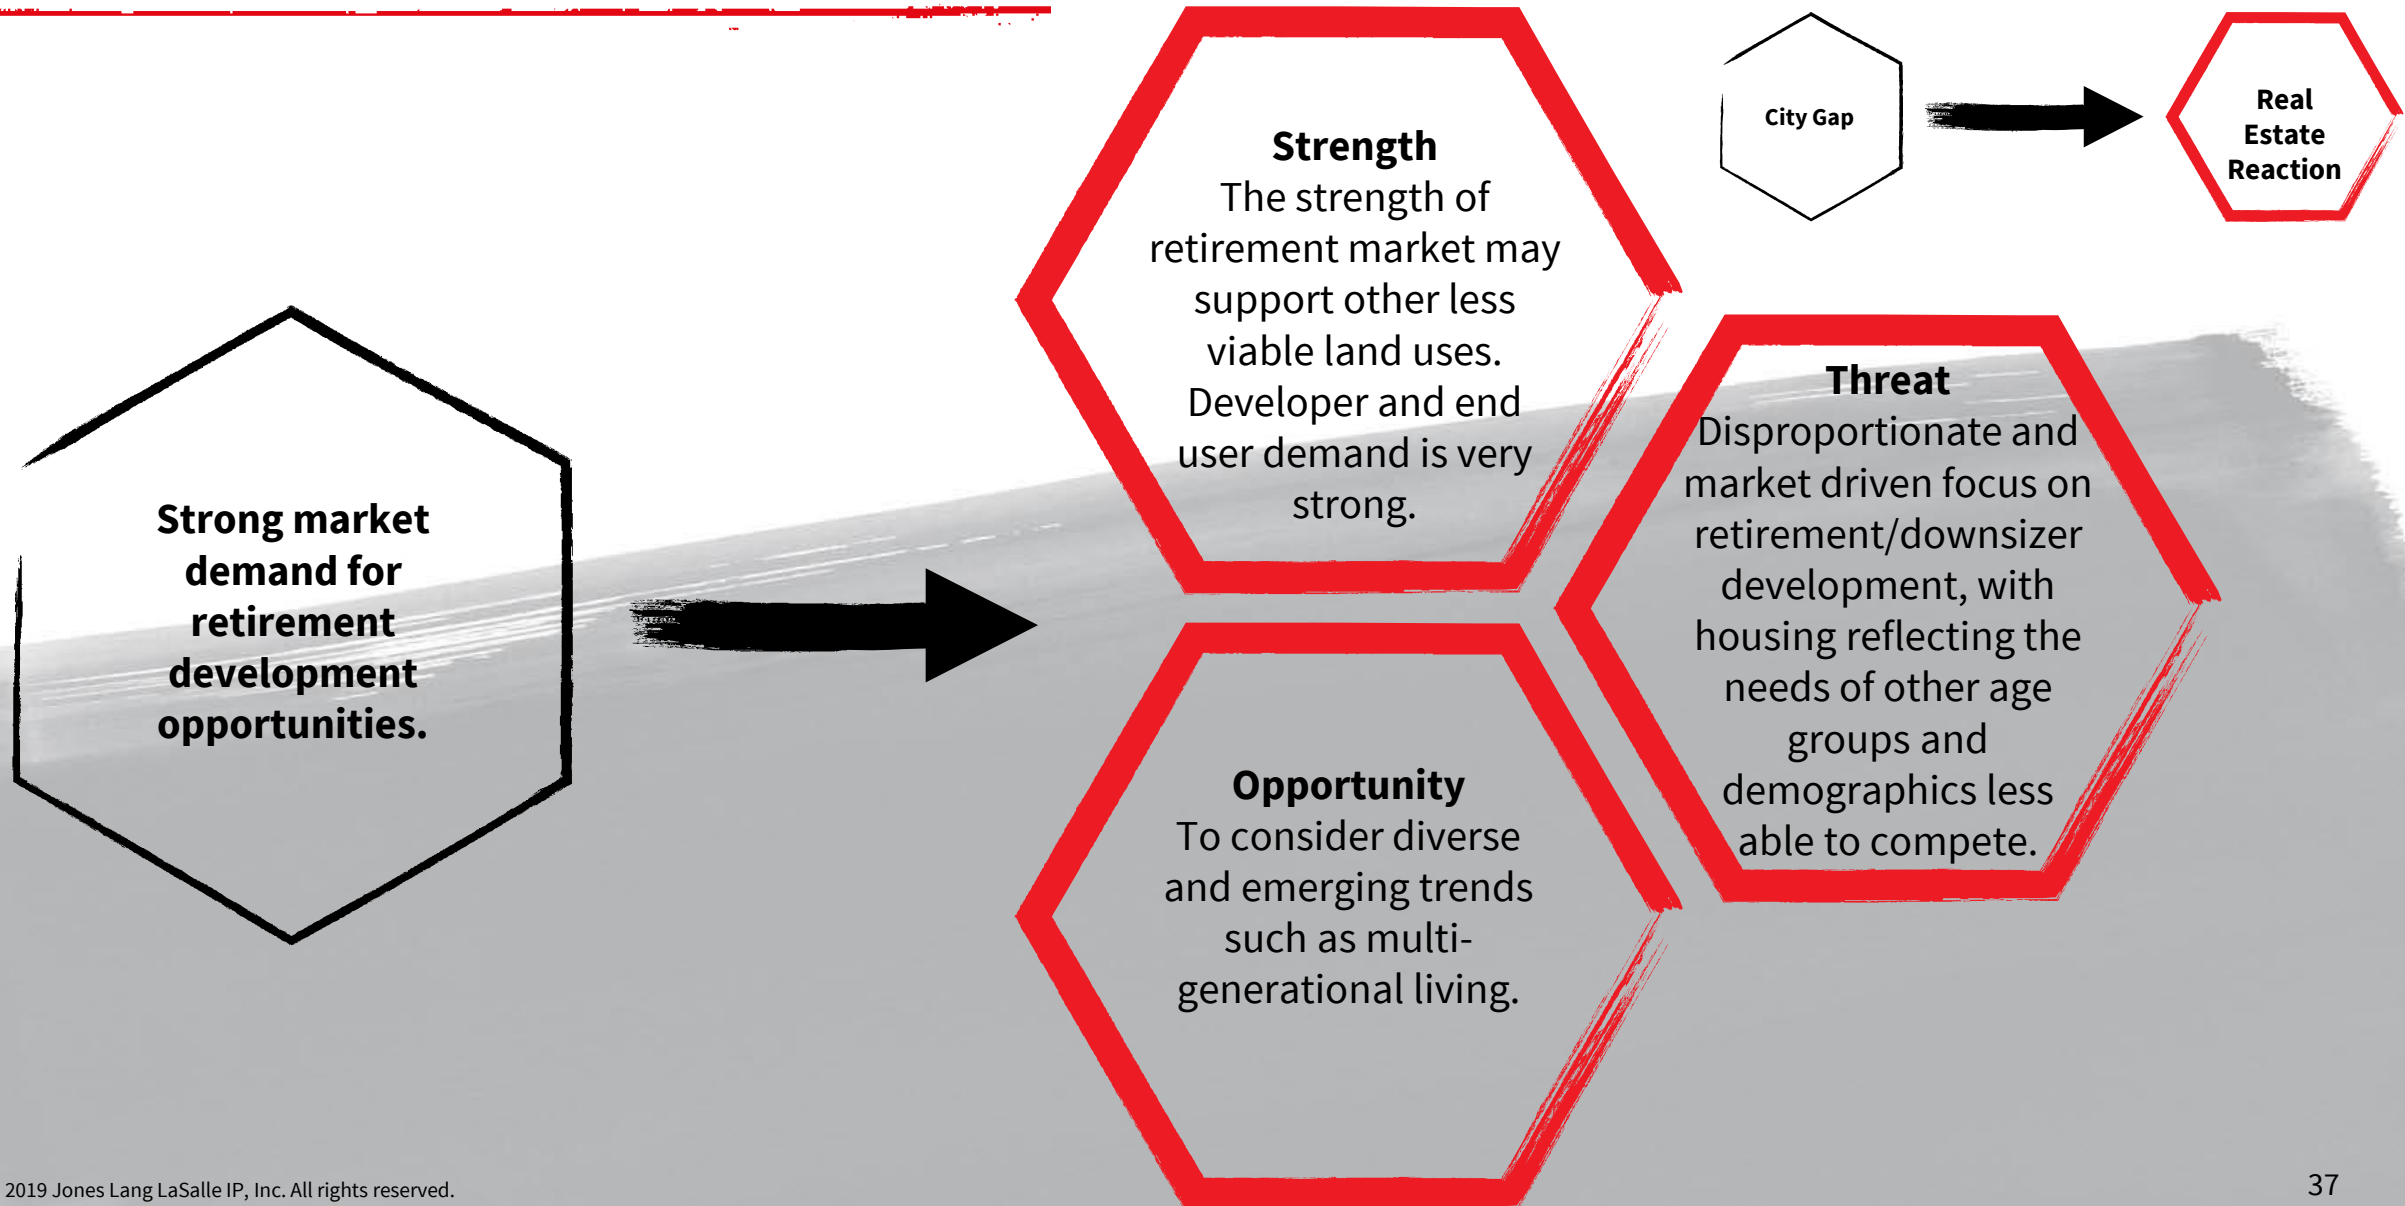 City Gap
Real
Estate
Reaction
Strong market
demand for
retirement
development
opportunities.
Strength
The strength of
retirement market may
support other less
viable land uses.
Developer and end
user demand is very
strong.
Threat
Disproportionate and
market driven focus on
retirement/downsizer
development, with
housing reflecting the
needs of other age
groups and
demographics less
able to compete.
Opportunity
To consider diverse
and emerging trends
such as multi-
generational living.
2019 Jones Lang LaSalle IP, Inc. All rights reserved.
37